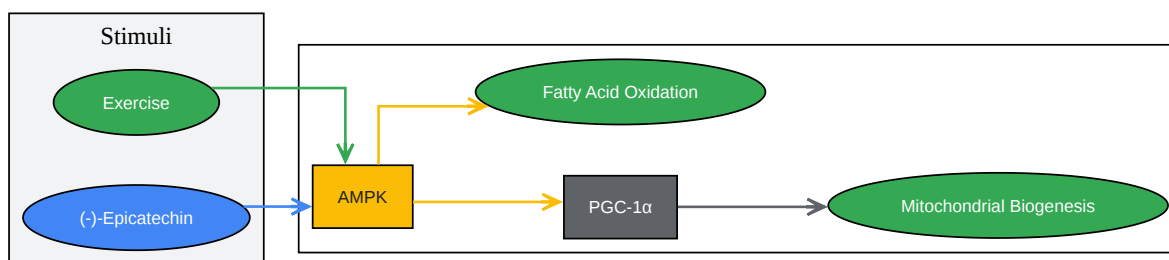 Stimuli
Exercise
Fatty Acid Oxidation
(-)-Epicatechin
AMPK
PGC-1α
Mitochondrial Biogenesis